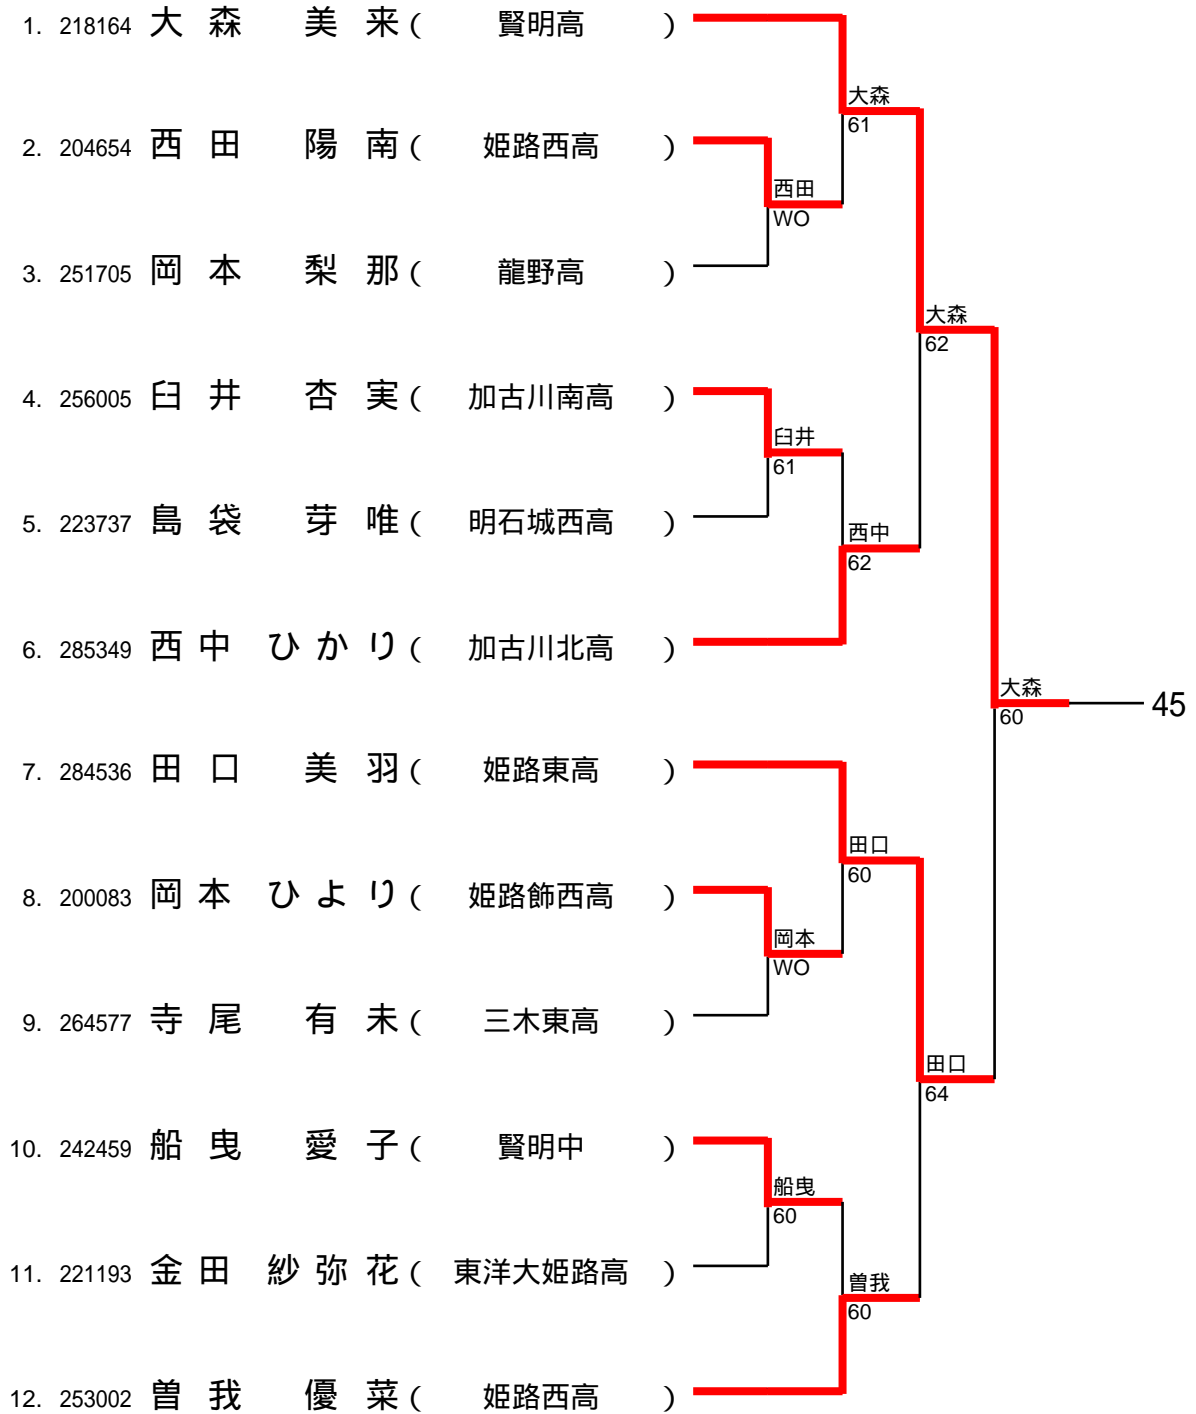 1. 218164 大 森 美 来 ( 賢明高 )
大森
61
2. 204654 西 田 陽 南 ( 姫路西高 )
西田
WO
3. 251705 岡 本 梨 那 ( 龍野高 )
大森
62
4. 256005 臼 井 杏 実 ( 加古川南高 )
臼井
61
5. 223737 島 袋 芽 唯 ( 明石城西高 )
西中
62
6. 285349 西 中 ひ か り ( 加古川北高 )
大森
60
45
7. 284536 田 口 美 羽 ( 姫路東高 )
田口
60
8. 200083 岡 本 ひ よ り ( 姫路飾西高 )
岡本
WO
9. 264577 寺 尾 有 未 ( 三木東高 )
田口
64
10. 242459 船 曳 愛 子 ( 賢明中 )
船曳
60
11. 221193 金 田 紗 弥 花 ( 東洋大姫路高 )
曽我
60
12. 253002 曽 我 優 菜 ( 姫路西高 )